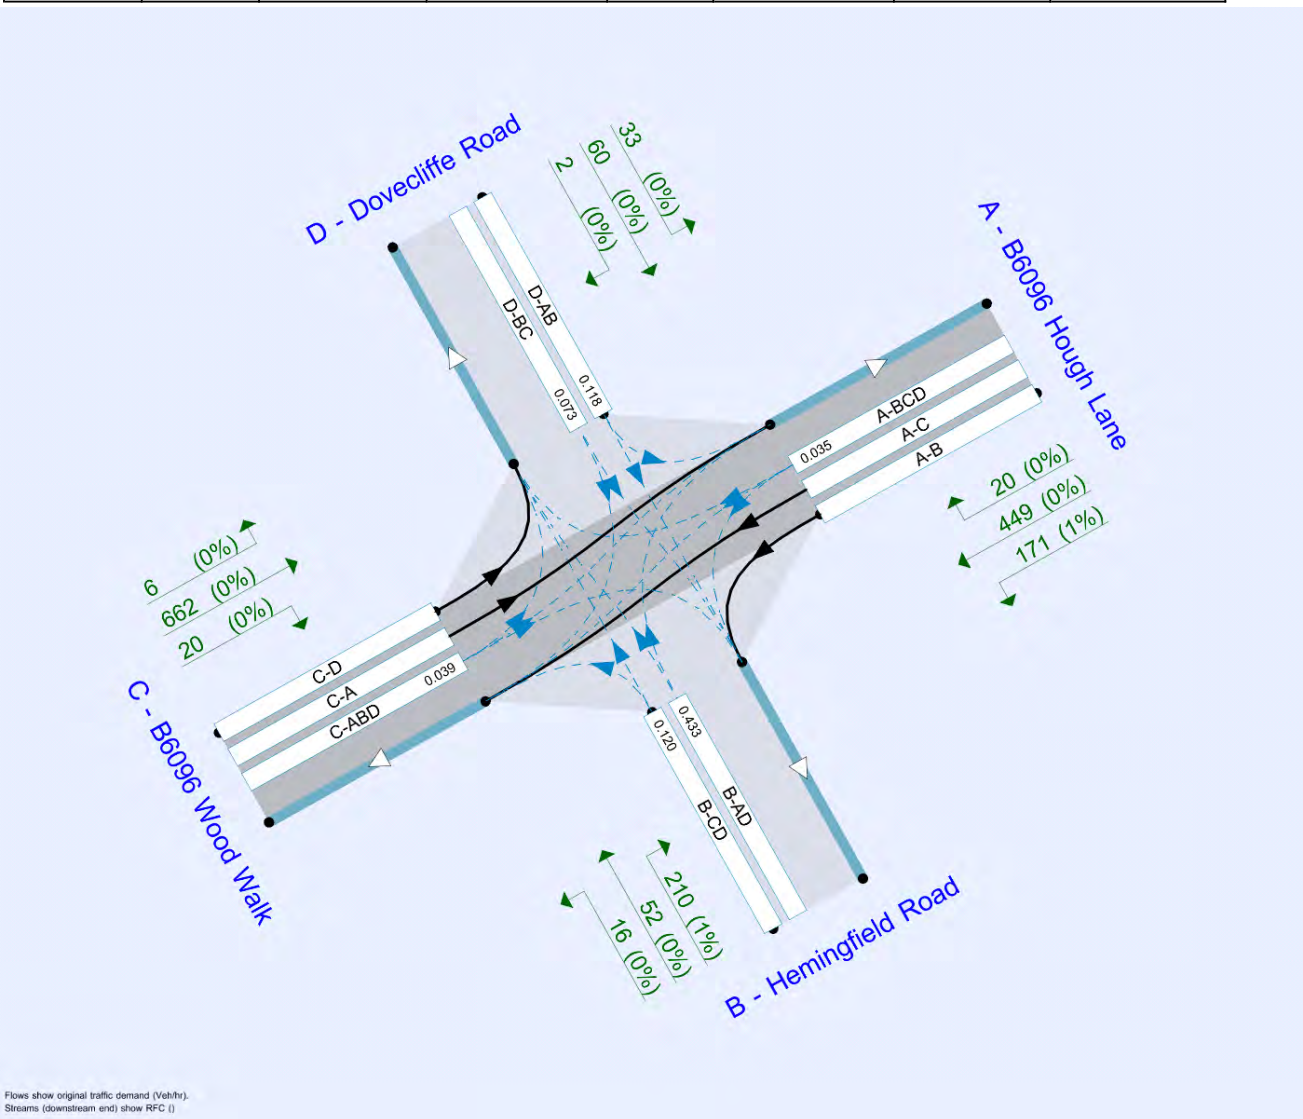 D - Dovecliffe Road
33 (0%)
60 (0%)
2 (0%)
A - B6096 Hough Lane
D-AB
D-BC
0.118
0.073
A-BCD
0.035
A-C
A-B
20 (0%)
449 (0%)
171 (1%)
6 (0%)
662 (0%)
20 (0%)
C-D
C-A
C-ABD
0.039
C - B6096 Wood Walk
0.433
0.120
B-AD
B-CD
210 (1%)
52 (0%)
16 (0%)
B - Hemingfield Road
Flows show original traffic demand (Veh/hr).
Streams (downstream end) show RFC ()